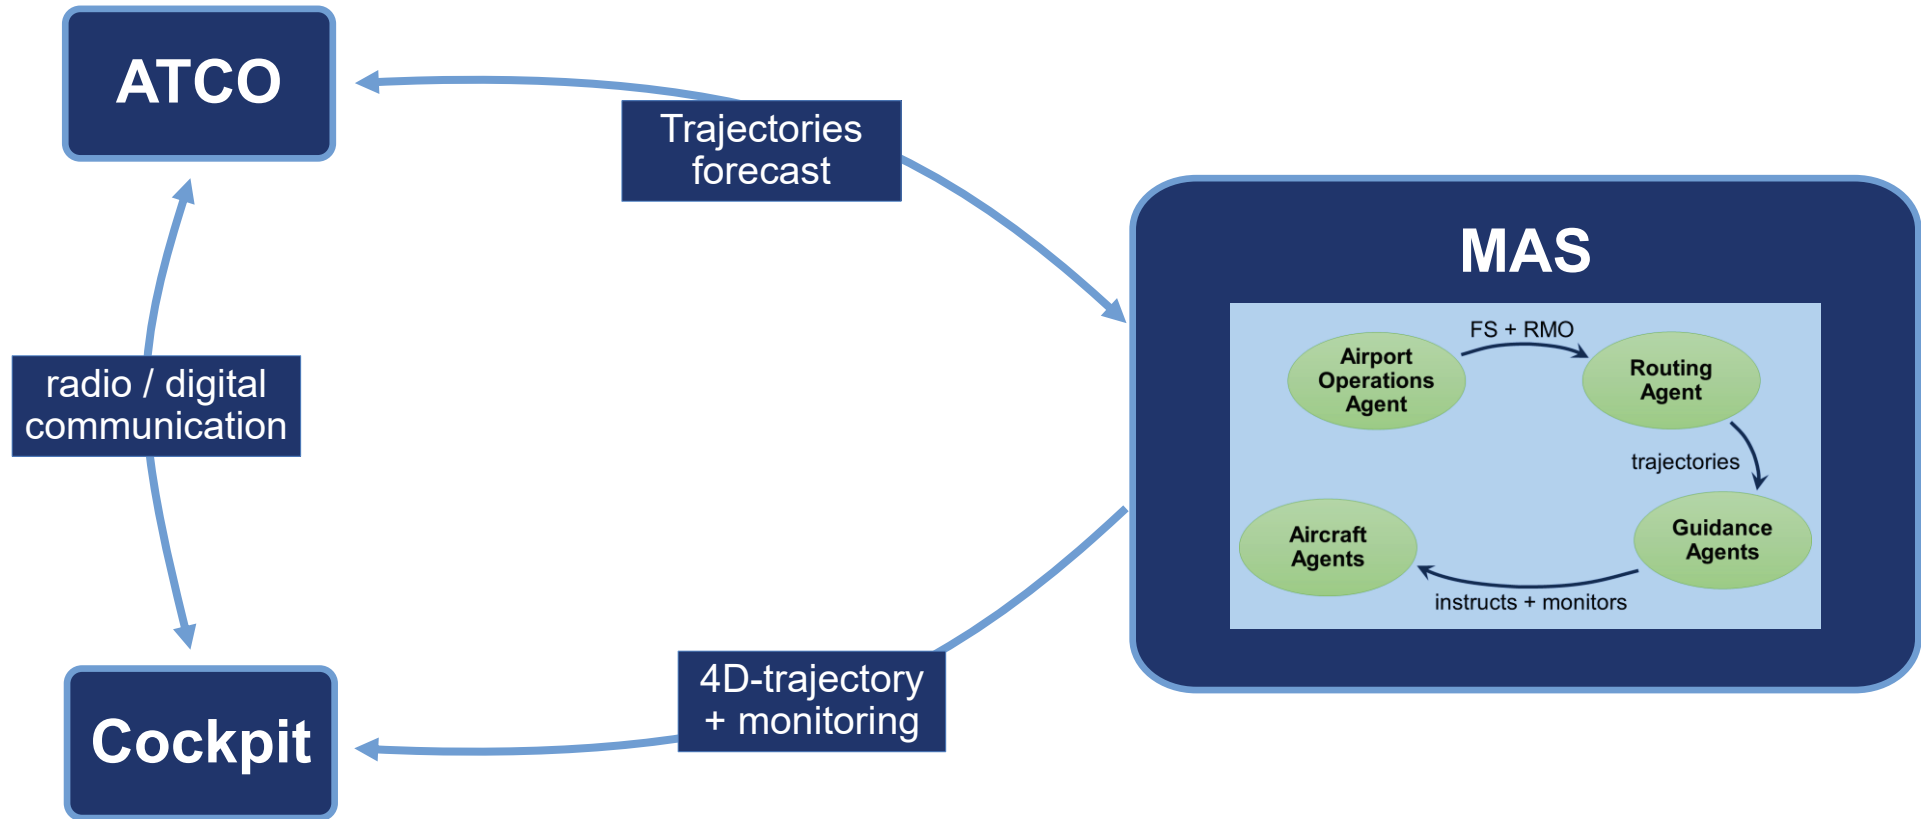 ATCO
Trajectories
forecast
MAS
FS + RMO
Airport
Operations
Agent
Routing
Agent
trajectories
radio / digital
communication
Guidance
Agents
Aircraft
Agents
instructs + monitors
4D-trajectory
+ monitoring
Cockpit